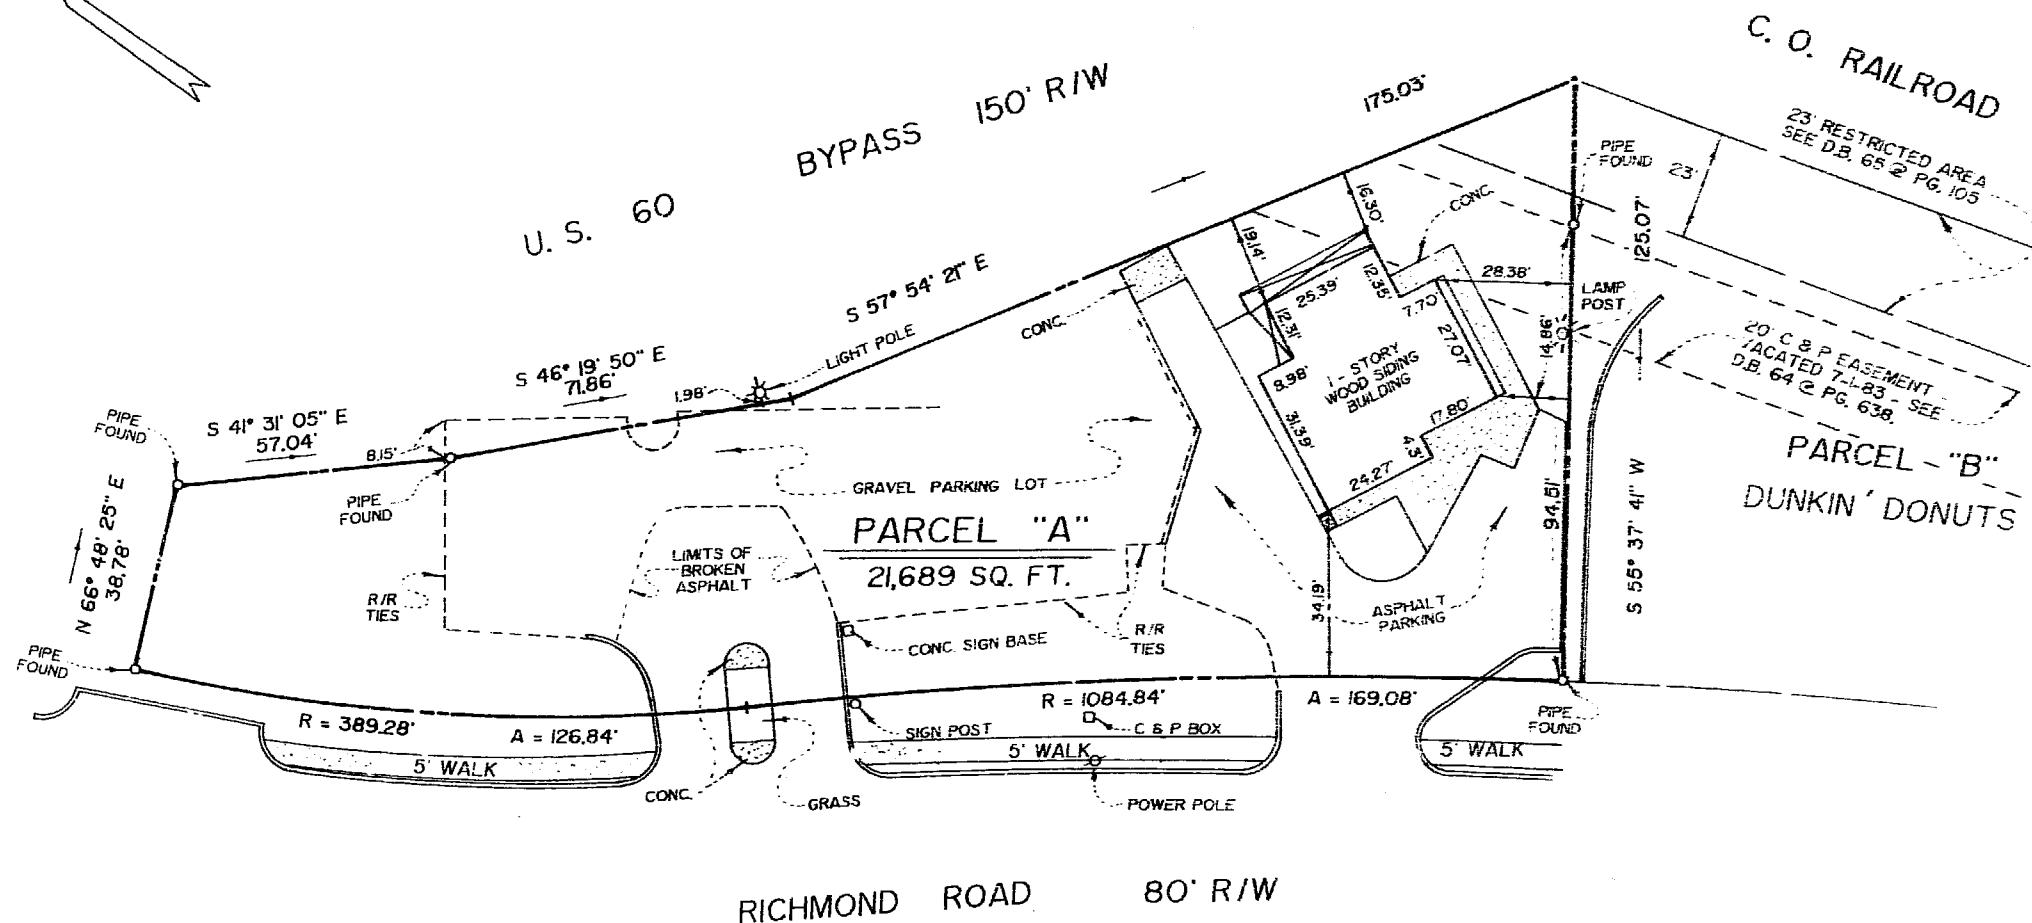 C. O. RAILROAD
23' RESTRICTED AREA
SEE D.B. 65 @ PG. 105
U. S. 60 BYPASS 150' R/W
175.03'
PIPE
FOUND
23'
125.07'
CONC.
16.30'
19.14'
S 57° 54' 21" E
CONC.
LIGHT POLE
25.39'
12.35'
12.31'
7.70'
27.07'
28.38'
LAMP
POST
14.86'
20' C & P EASEMENT
VACATED 7-1-83 - SEE
D.B. 64 @ PG. 638.
S 46° 19' 50" E
71.86'
1.98'
8.98'
1 - STORY
WOOD SIDING
BUILDING
31.39'
17.80'
4.3'
24.27'
PIPE
FOUND
S 41° 31' 05" E
57.04'
8.15'
PIPE
FOUND
GRAVEL PARKING LOT
PARCEL "A"
21,689 SQ. FT.
PARCEL - "B"
DUNKIN' DONUTS
94.51'
S 55° 37' 41" W
N 66° 48' 25" E
38.78'
LIMITS OF
BROKEN
ASPHALT
R/R
TIES
34.19'
ASPHALT
PARKING
R/R
TIES
CONC. SIGN BASE
PIPE
FOUND
R = 389.28'
A = 126.84'
R = 1084.84'
A = 169.08'
SIGN POST
C & P BOX
PIPE
FOUND
5' WALK
5' WALK
5' WALK
CONC.
GRASS
POWER POLE
RICHMOND ROAD 80' R/W